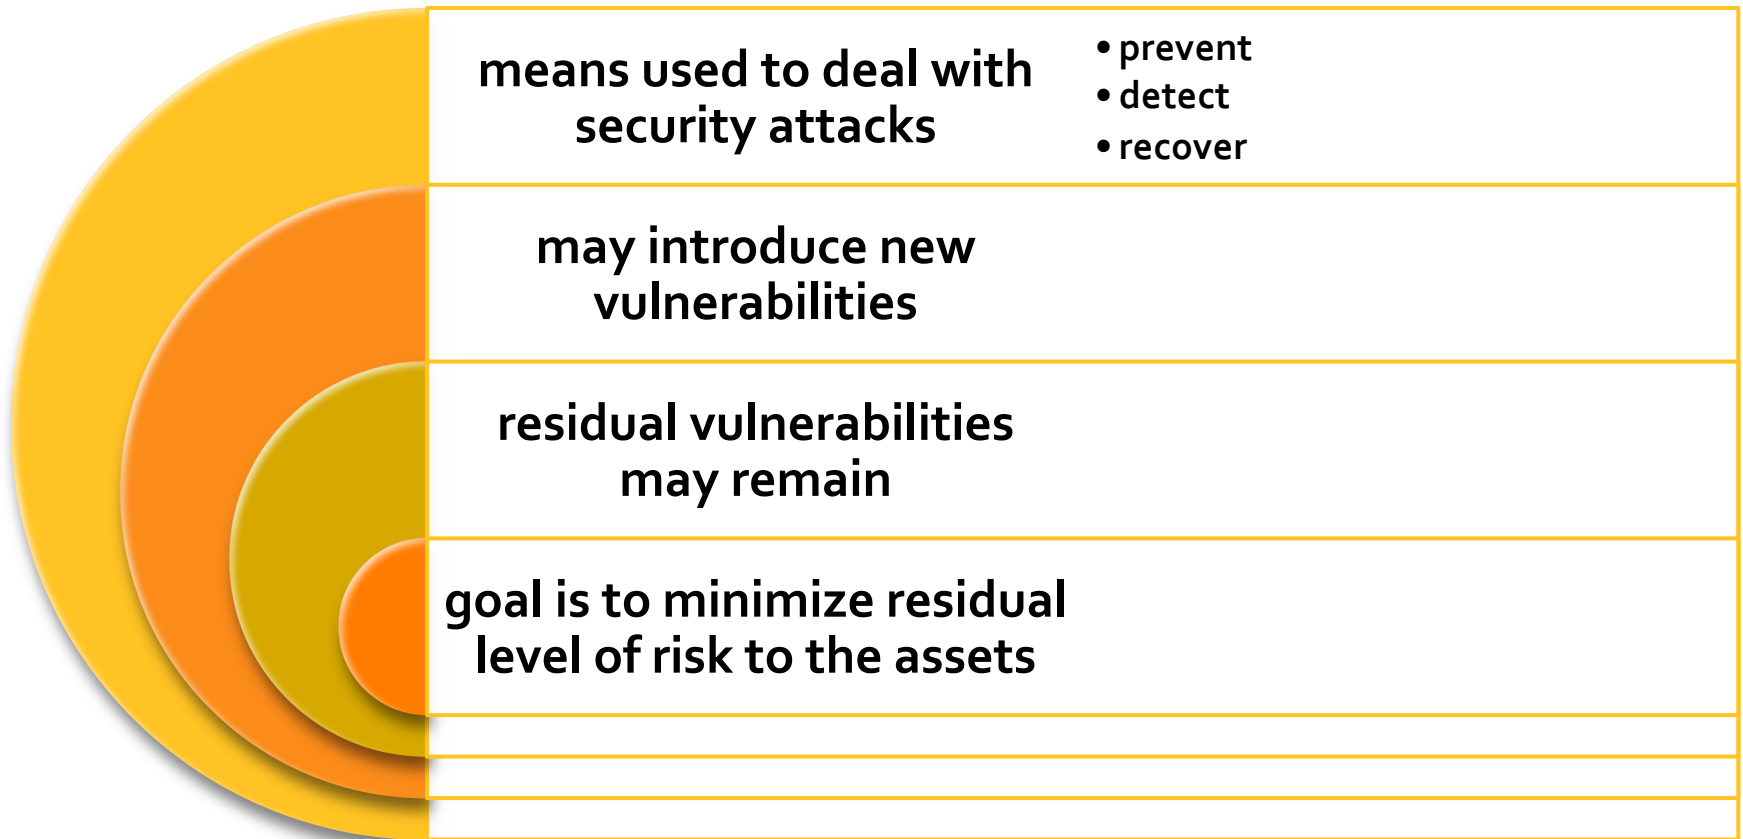 means used to deal with
security attacks
• prevent
• detect
• recover
may introduce new
vulnerabilities
residual vulnerabilities
may remain
goal is to minimize residual
level of risk to the assets